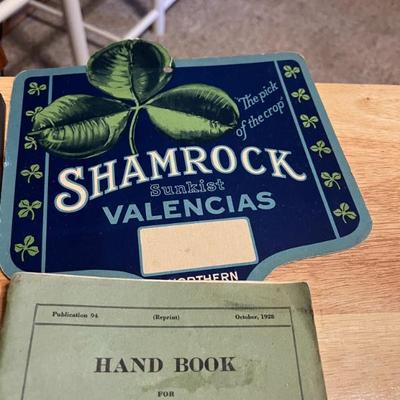 "The pick
of the crop"
SHAMROCK
Sunkist
VALENCIAS
NORTHERN
Publication 94 (Reprint) October, 1928
HAND BOOK
FOR